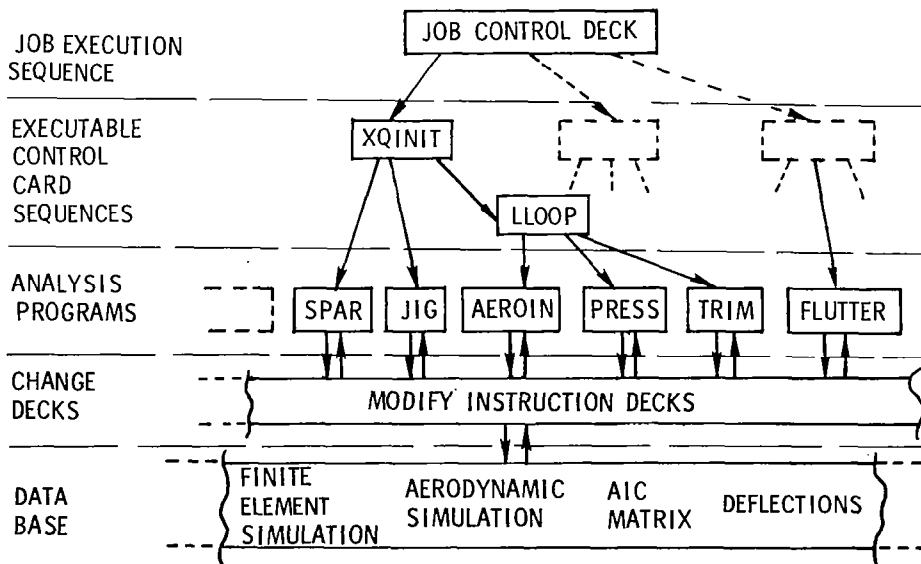 JOB CONTROL DECK
JOB EXECUTION
SEQUENCE
EXECUTABLE
CONTROL
CARD
SEQUENCES
XQINIT
LLOOP
ANALYSIS
PROGRAMS
SPAR
JIG
AEROIN
PRESS
TRIM
FLUTTER
CHANGE
DECKS
MODIFY INSTRUCTION DECKS
DATA
BASE
FINITE
ELEMENT
SIMULATION
AERODYNAMIC
SIMULATION
AIC
MATRIX
DEFLECTIONS